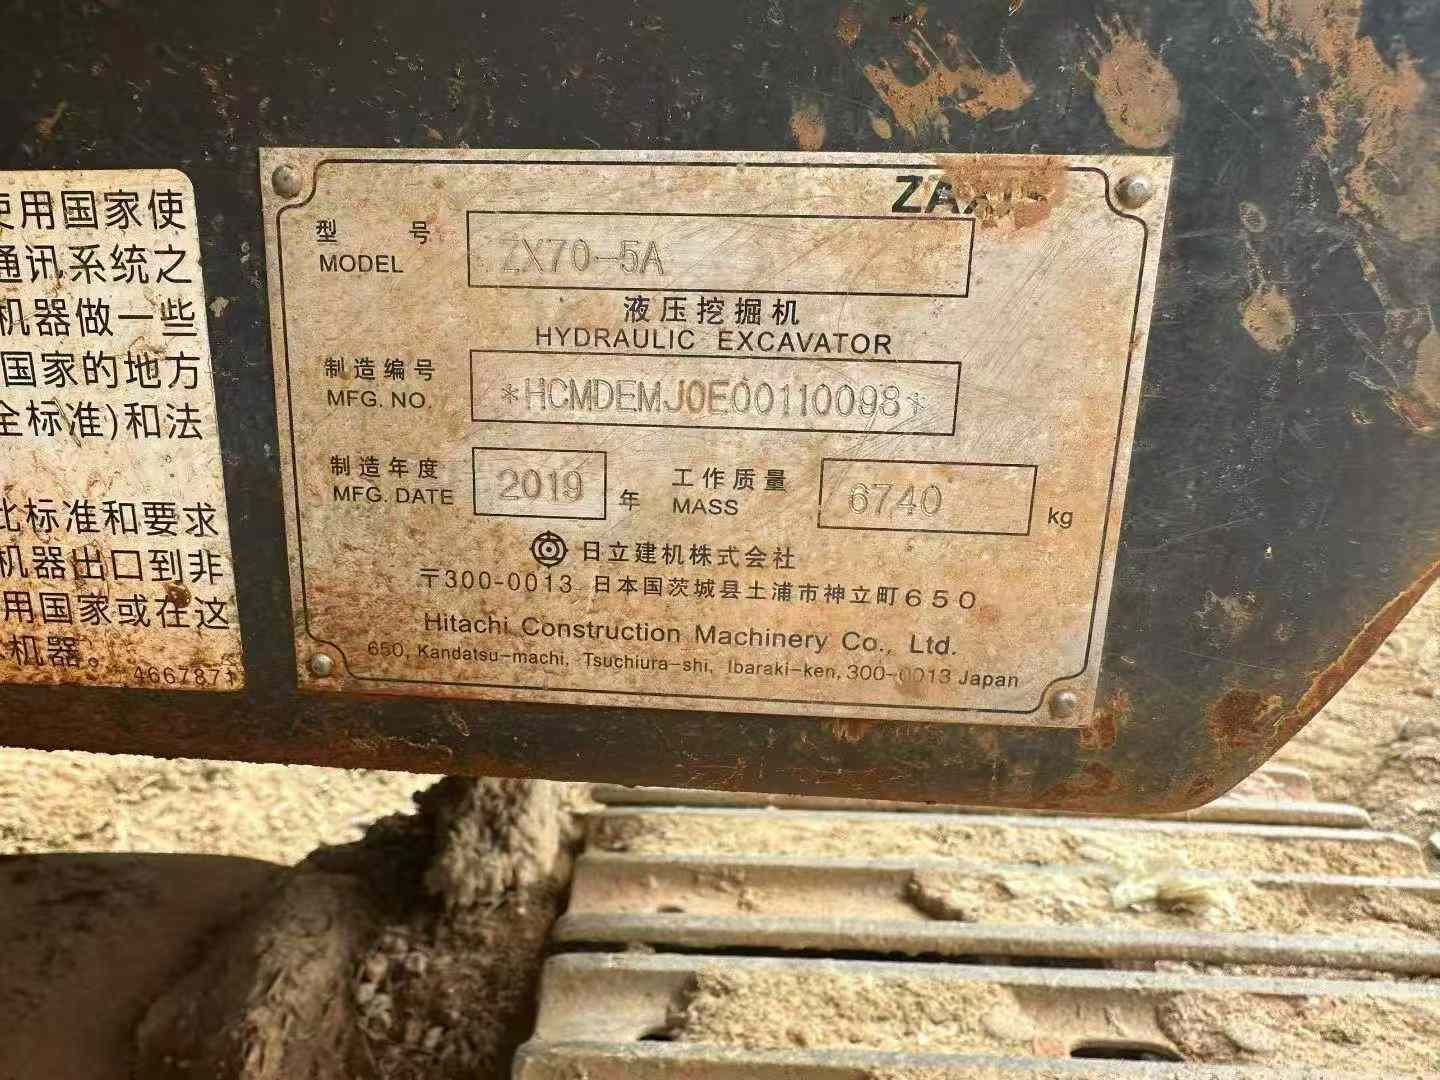 使用国家使
通讯系统之
机器做一些
国家的地方
全标准)和法
此标准和要求
机器出口到非
用国家或在这
机器。
4667871
ZAXIS
型 号
MODEL
ZX70-5A
液压挖掘机
HYDRAULIC EXCAVATOR
制造编号
MFG. NO.
*HCMDEMJ0E00110098*
制造年度
MFG. DATE
2019 年
工作质量
MASS
6740 kg
日立建机株式会社
〒300-0013 日本国茨城县土浦市神立町650
Hitachi Construction Machinery Co., Ltd.
650, Kandatsu-machi, Tsuchiura-shi, Ibaraki-ken, 300-0013 Japan